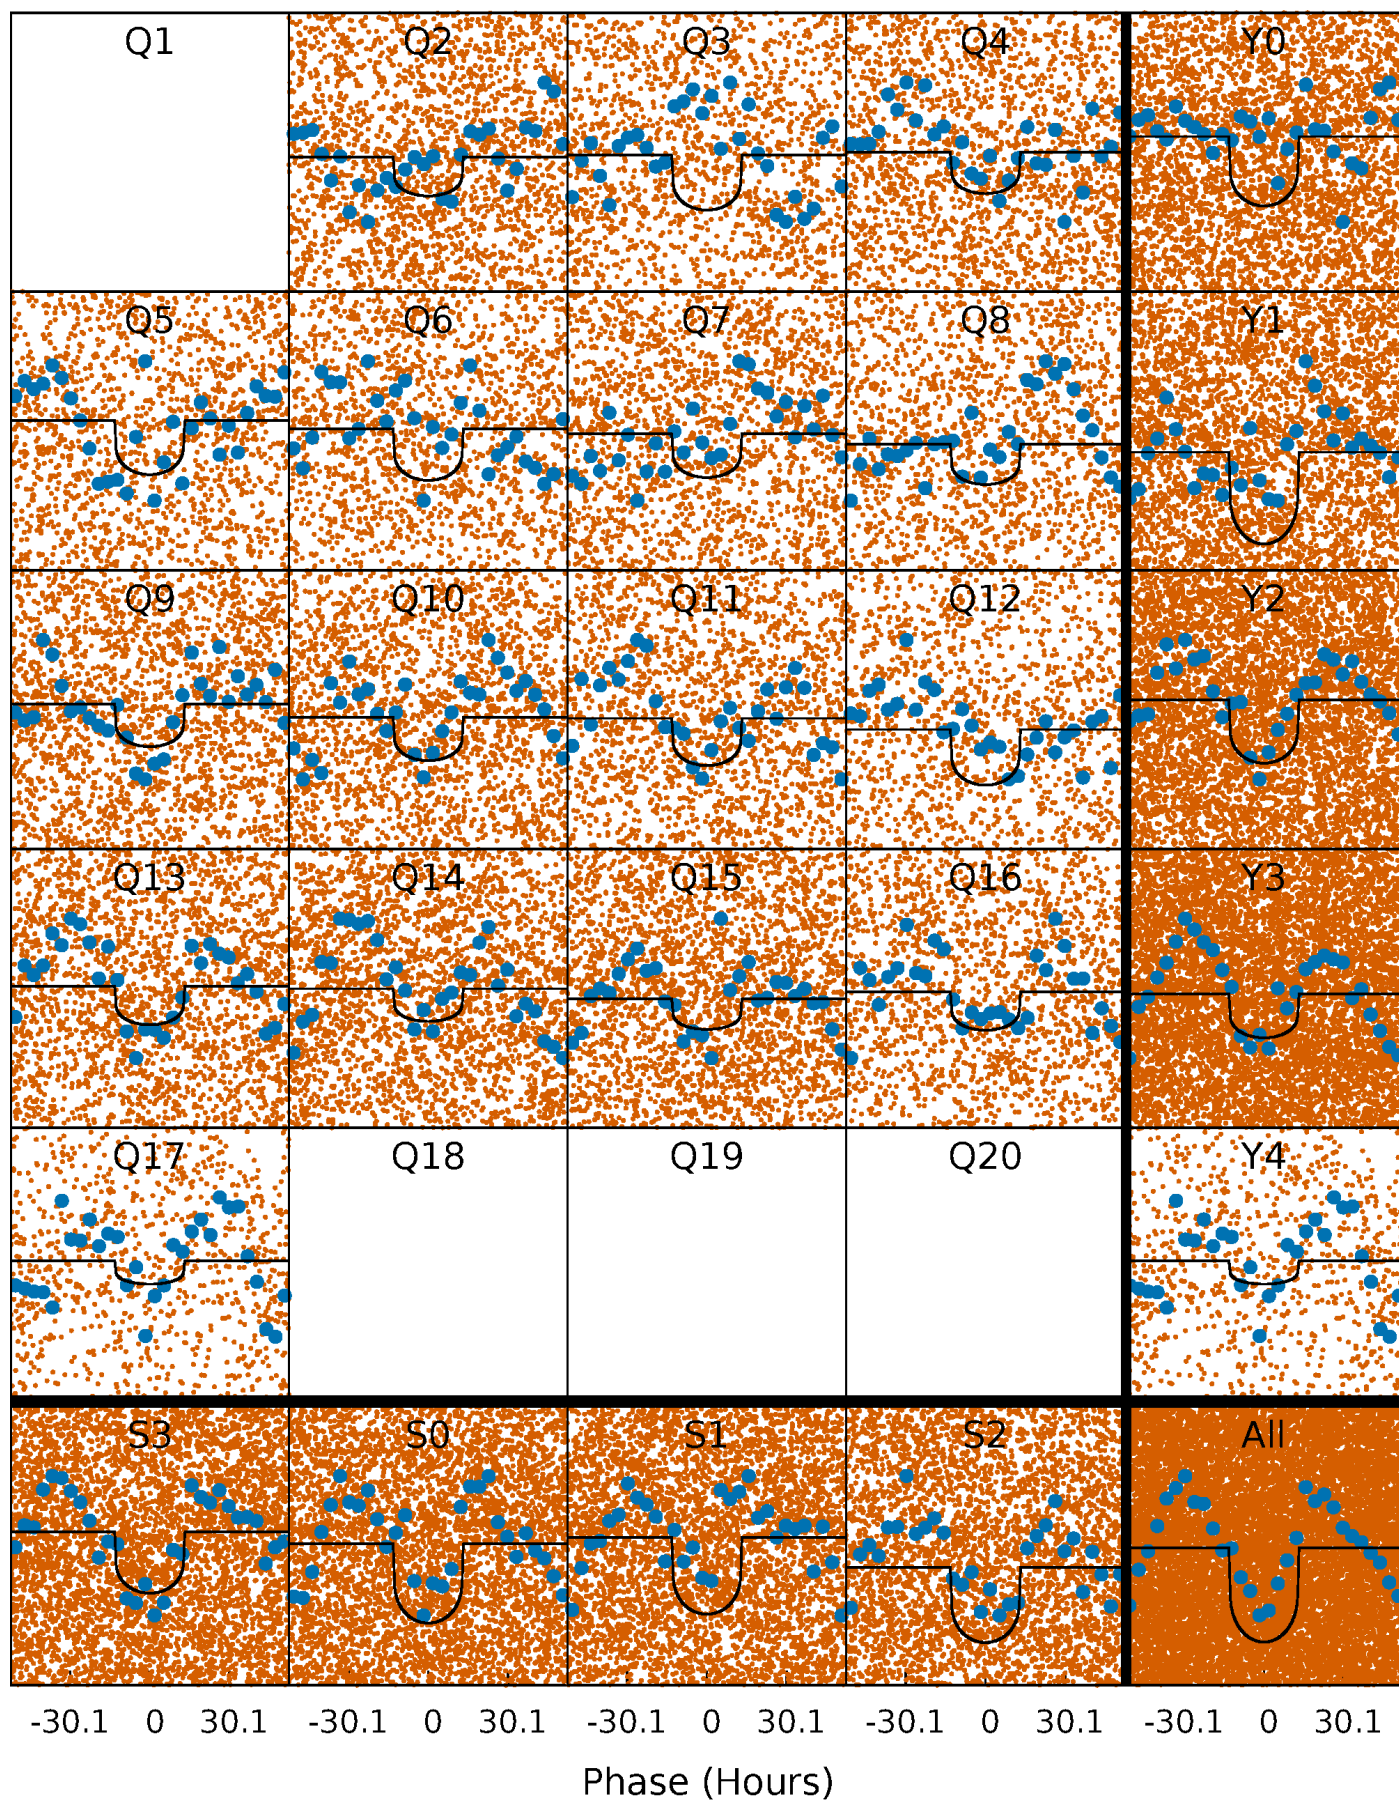 Q1 Q2 Q3 Q4 Y0
Q5 Q6 Q7 Q8 Y1
Q9 Q10 Q11 Q12 Y2
Q13 Q14 Q15 Q16 Y3
Q17 Q18 Q19 Q20 Y4
S3 S0 S1 S2 All
-30.1 0 30.1 -30.1 0 30.1 -30.1 0 30.1 -30.1 0 30.1 -30.1 0 30.1
Phase (Hours)